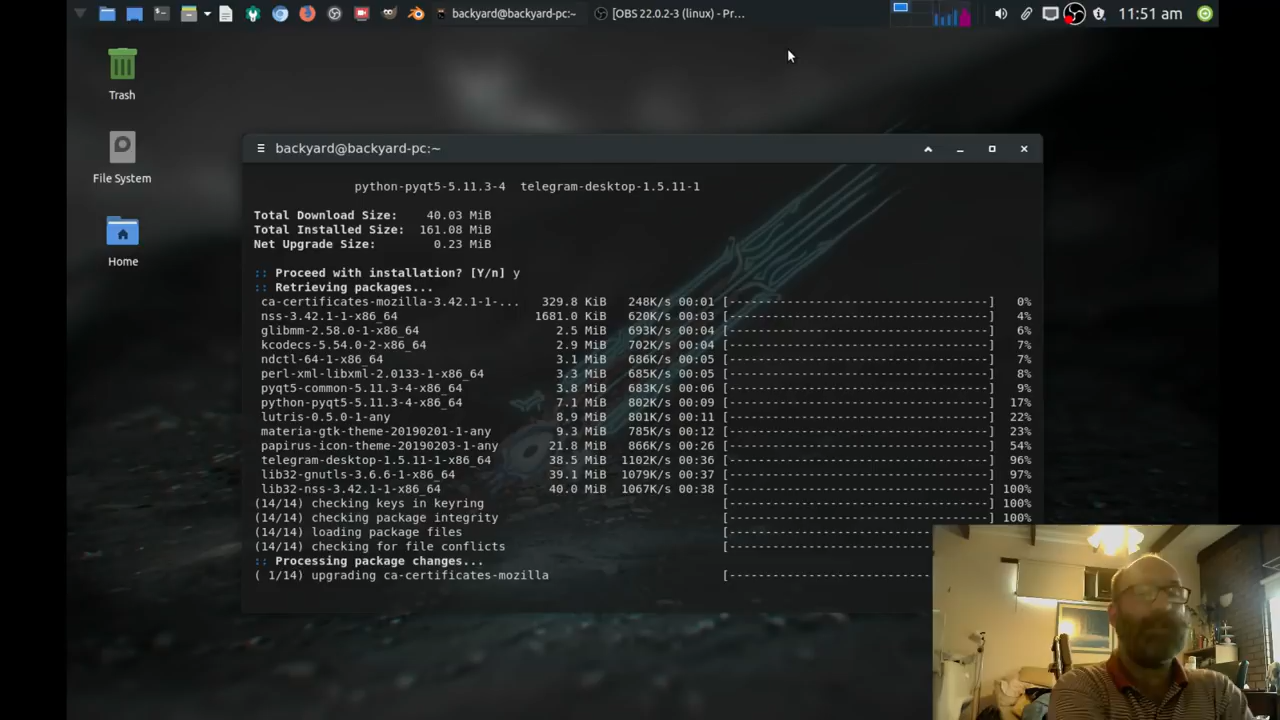 backyard@backyard-pc:~
[OBS 22.0.2-3 (linux) - Pr...
11:51 am
Trash
File System
Home
backyard@backyard-pc:~
python-pyqt5-5.11.3-4  telegram-desktop-1.5.11-1
Total Download Size:    40.03 MiB
Total Installed Size:  161.08 MiB
Net Upgrade Size:        0.23 MiB
:: Proceed with installation? [Y/n] y
:: Retrieving packages...
ca-certificates-mozilla-3.42.1-1-...   329.8 KiB   248K/s 00:01 [------------------------------------]   0%
nss-3.42.1-1-x86_64   1681.0 KiB   620K/s 00:03 [------------------------------------]   4%
glibmm-2.58.0-1-x86_64   2.5 MiB   693K/s 00:04 [------------------------------------]   6%
kcodecs-5.54.0-2-x86_64   2.9 MiB   702K/s 00:04 [------------------------------------]   7%
ndctl-64-1-x86_64   3.1 MiB   686K/s 00:05 [------------------------------------]   7%
perl-xml-libxml-2.0133-1-x86_64   3.3 MiB   685K/s 00:05 [------------------------------------]   8%
pyqt5-common-5.11.3-4-x86_64   3.8 MiB   683K/s 00:06 [------------------------------------]   9%
python-pyqt5-5.11.3-4-x86_64   7.1 MiB   802K/s 00:09 [------------------------------------]  17%
lutris-0.5.0-1-any   8.9 MiB   801K/s 00:11 [------------------------------------]  22%
materia-gtk-theme-20190201-1-any   9.3 MiB   785K/s 00:12 [------------------------------------]  23%
papirus-icon-theme-20190203-1-any   21.8 MiB   866K/s 00:26 [------------------------------------]  54%
telegram-desktop-1.5.11-1-x86_64   38.5 MiB  1102K/s 00:36 [------------------------------------]  96%
lib32-gnutls-3.6.6-1-x86_64   39.1 MiB  1079K/s 00:37 [------------------------------------]  97%
lib32-nss-3.42.1-1-x86_64   40.0 MiB  1067K/s 00:38 [------------------------------------] 100%
(14/14) checking keys in keyring   [------------------------------------] 100%
(14/14) checking package integrity   [------------------------------------] 100%
(14/14) loading package files   [----------------------------
(14/14) checking for file conflicts   [----------------------------
:: Processing package changes...
( 1/14) upgrading ca-certificates-mozilla   [----------------------------